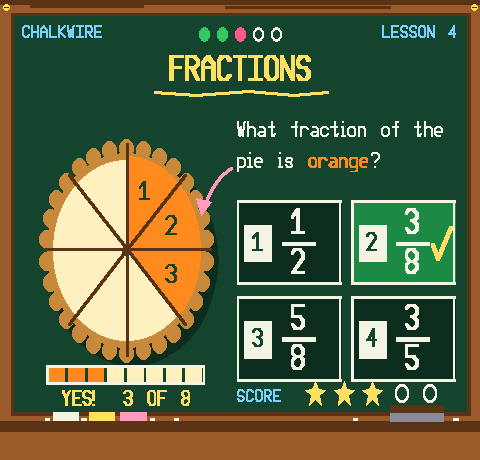 CHALKWIRE LESSON 4
FRACTIONS
What fraction of the
pie is orange?
1
2
3
1 1/2
2 3/8
3 5/8
4 3/5
YES! 3 OF 8
SCORE